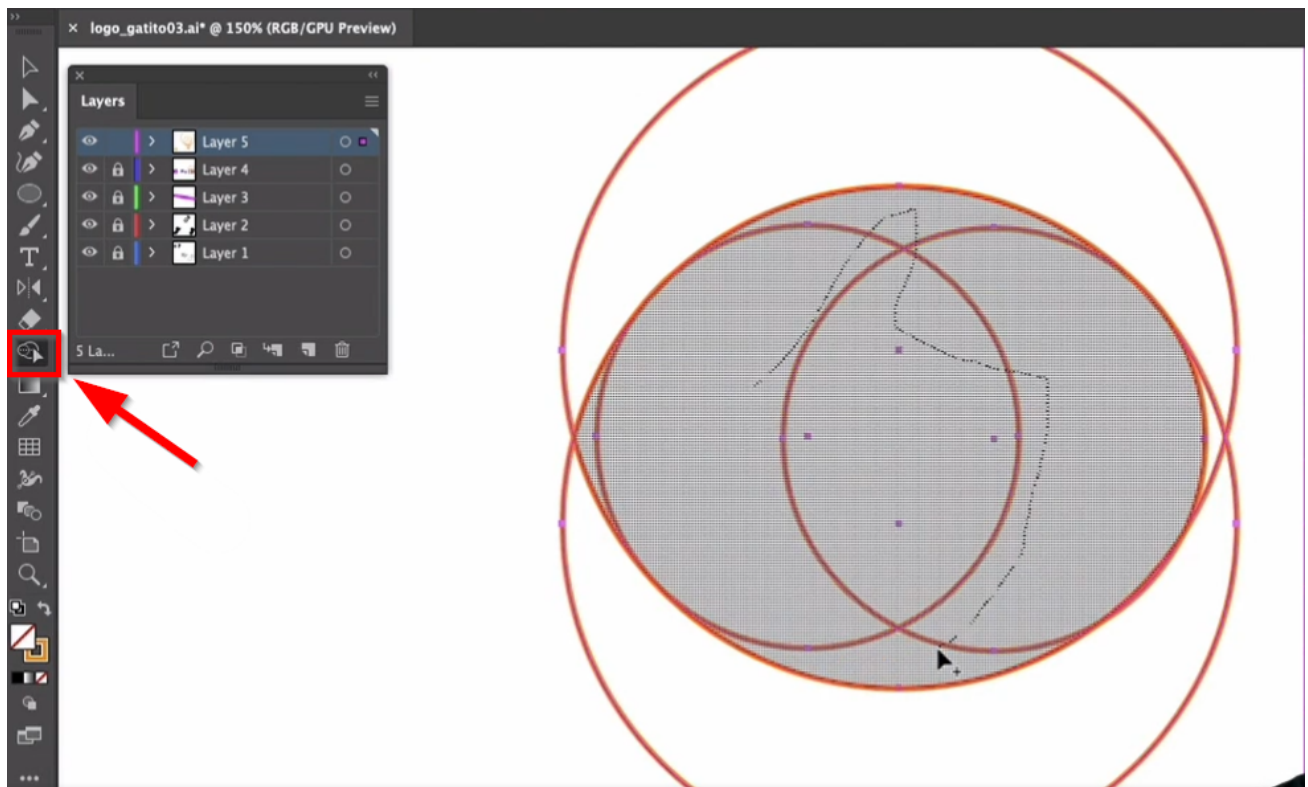 logo_gatito03.ai* @ 150% (RGB/GPU Preview)
Layers
Layer 5
Layer 4
Layer 3
Layer 2
Layer 1
5 La...